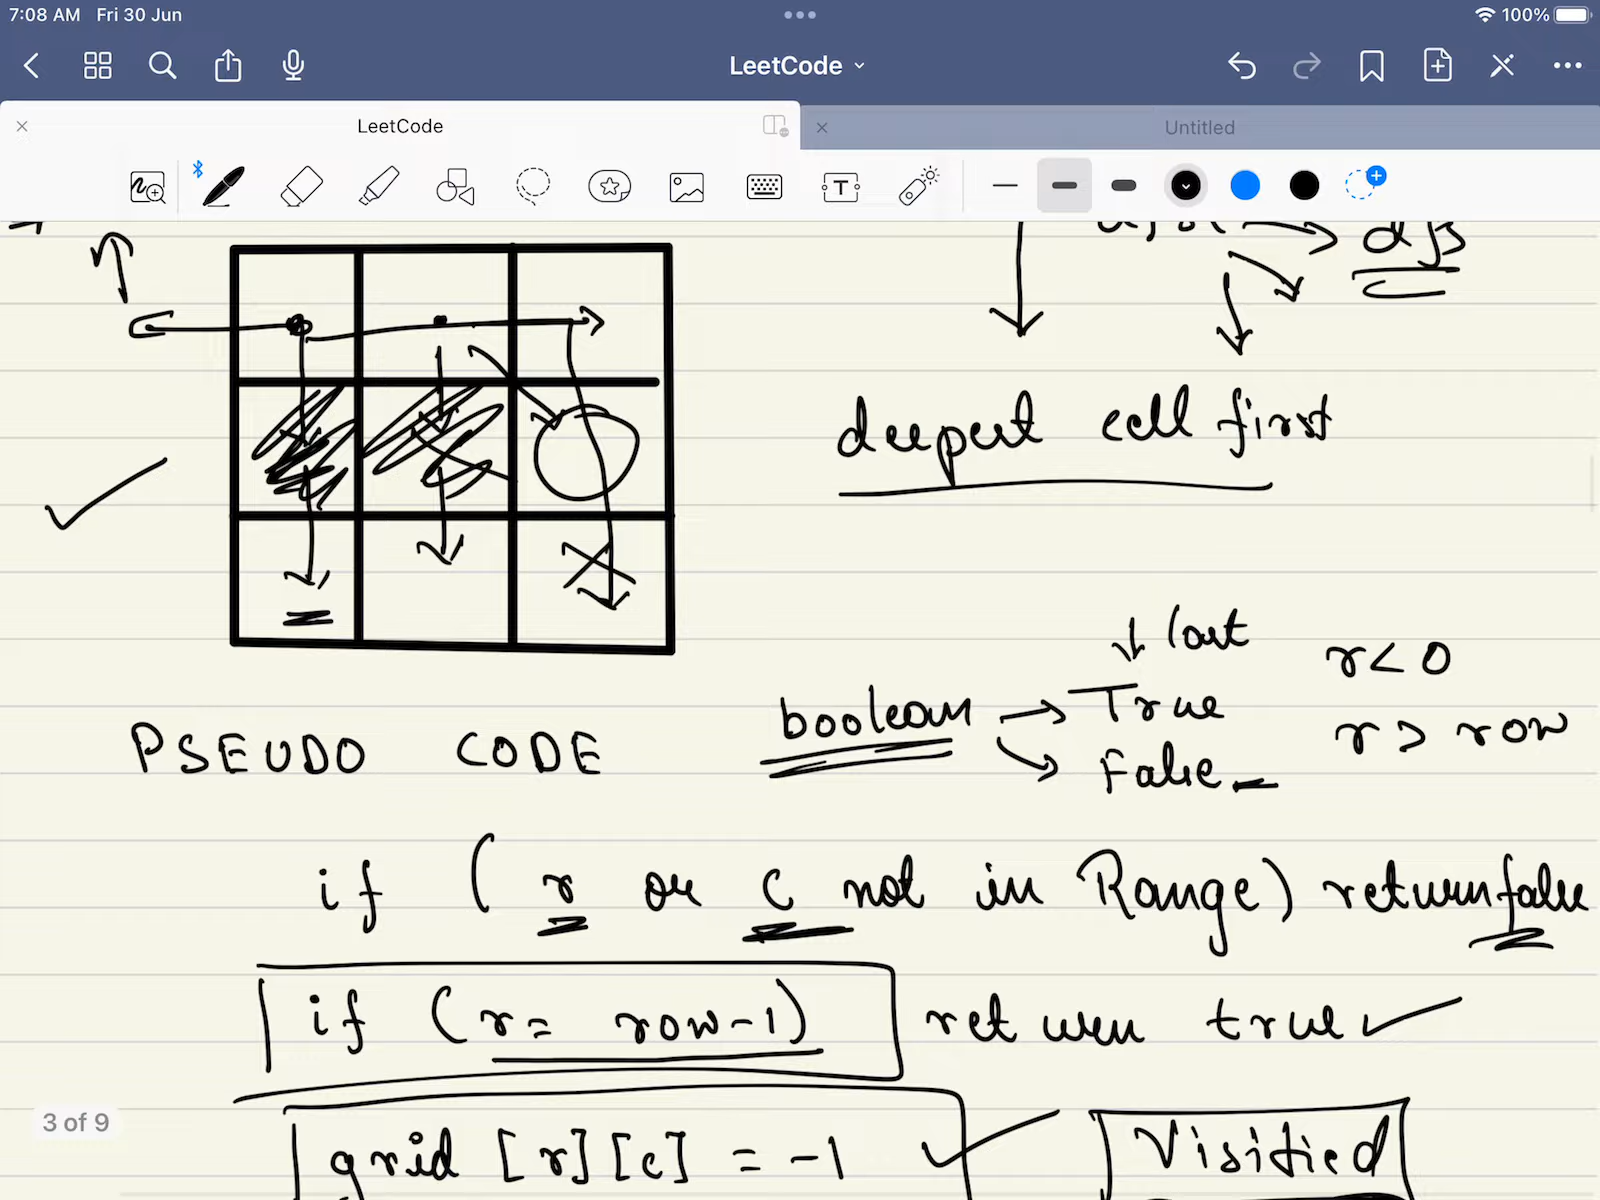 7:08 AM Fri 30 Jun
100%
LeetCode
LeetCode
Untitled
T
dfs
deepest cell first
last
boolean → True
False
r < 0
r > row
PSEUDO CODE
if ( r or c not in Range) return false
if ( r = row-1) return true
grid [r][c] = -1
Visitied
3 of 9